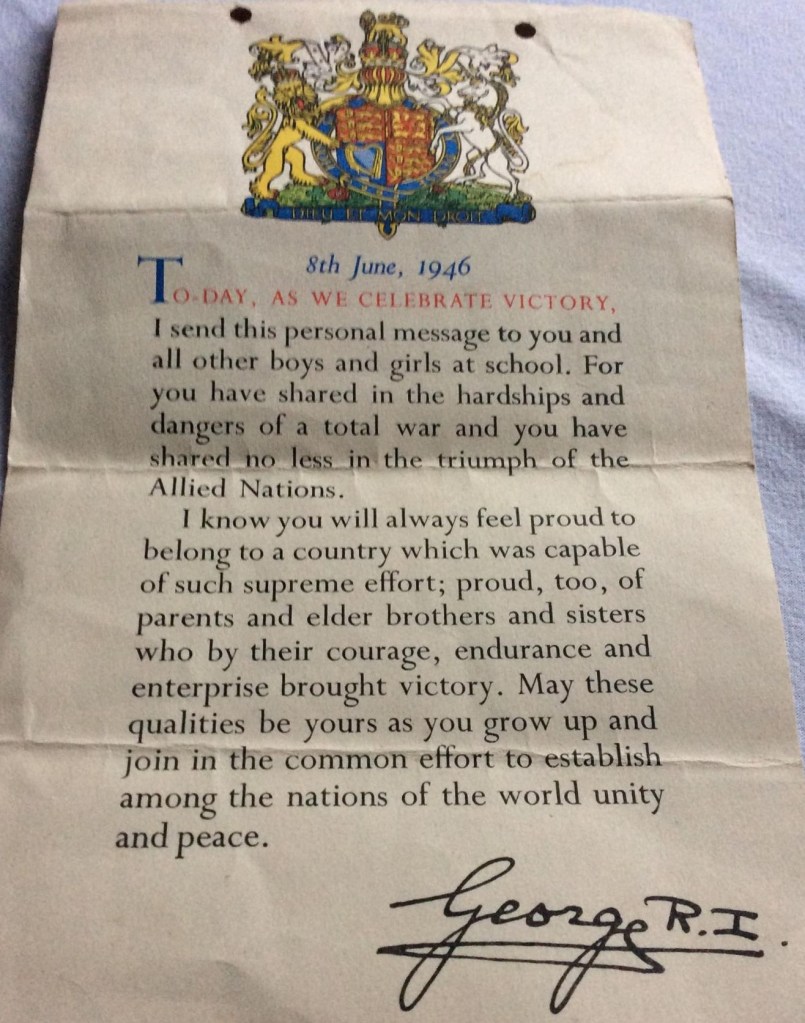 DIEU ET MON DROIT
8th June, 1946
TO-DAY, AS WE CELEBRATE VICTORY,
I send this personal message to you and
all other boys and girls at school. For
you have shared in the hardships and
dangers of a total war and you have
shared no less in the triumph of the
Allied Nations.
I know you will always feel proud to
belong to a country which was capable
of such supreme effort; proud, too, of
parents and elder brothers and sisters
who by their courage, endurance and
enterprise brought victory. May these
qualities be yours as you grow up and
join in the common effort to establish
among the nations of the world unity
and peace.
George R.I.